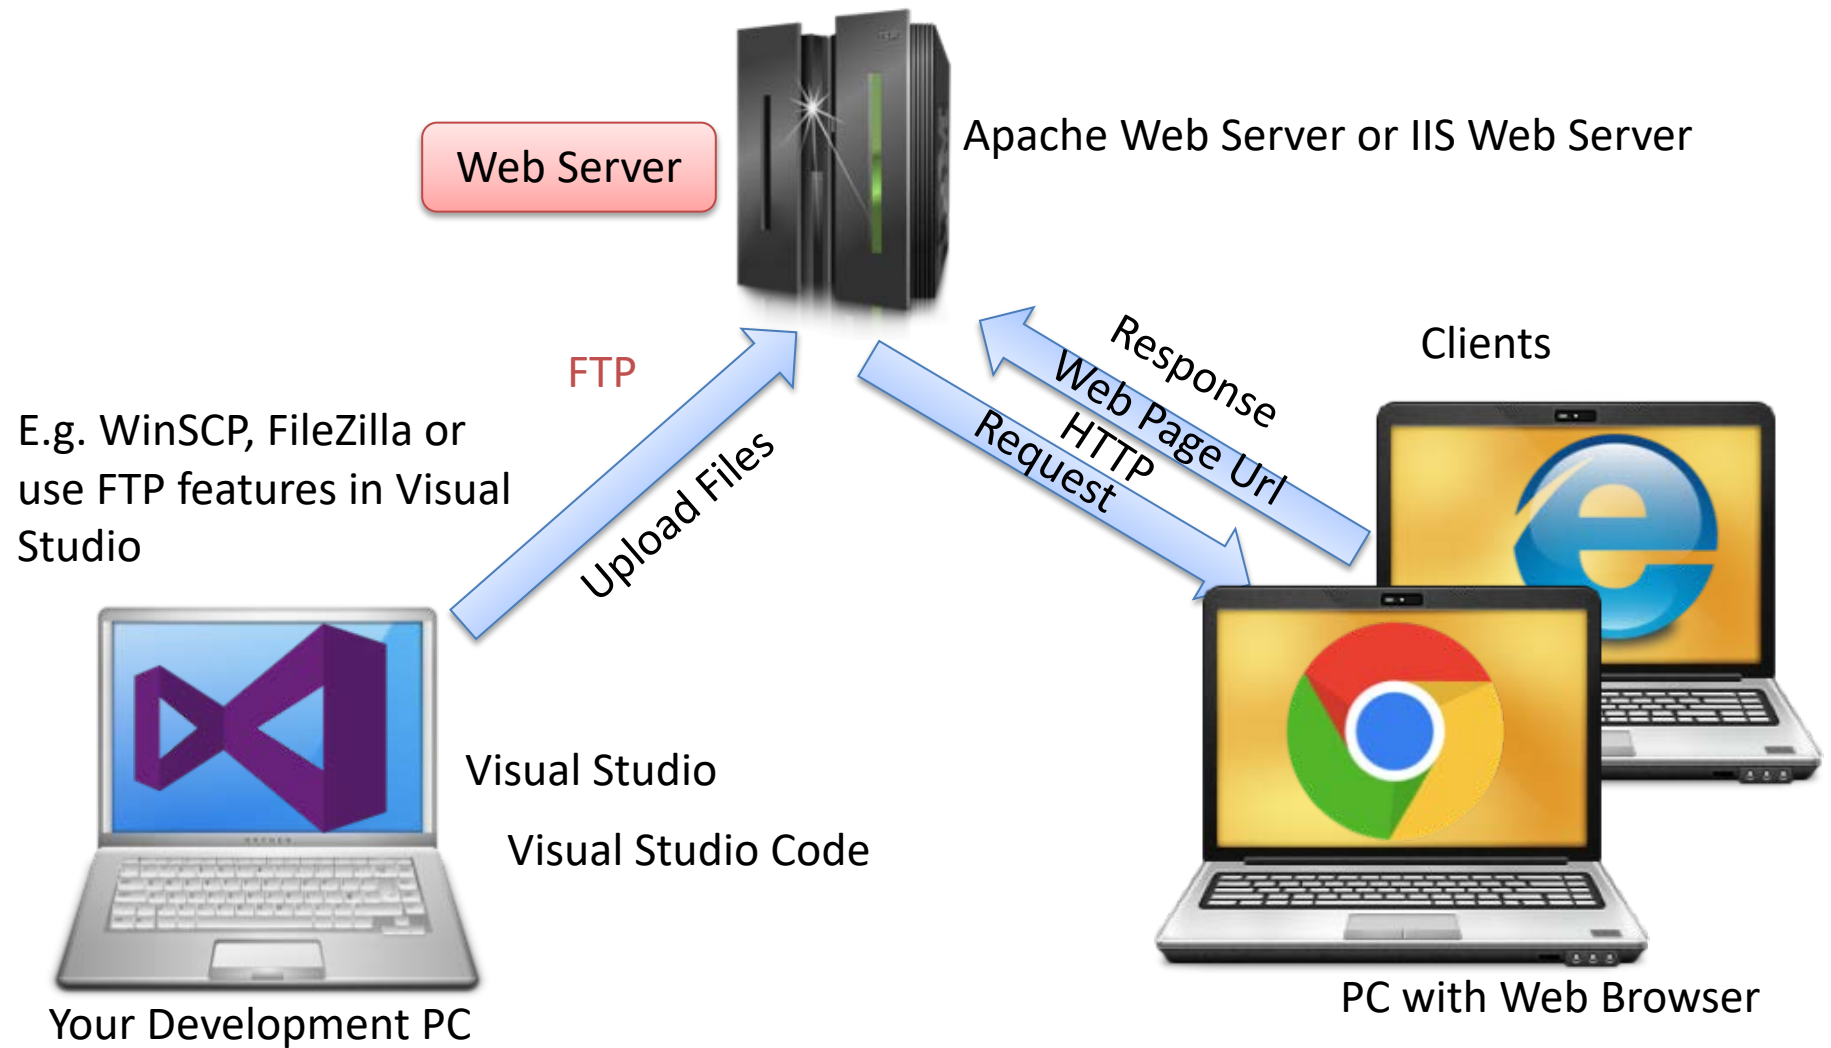 Web Server
Apache Web Server or IIS Web Server
FTP
Upload Files
E.g. WinSCP, FileZilla or
use FTP features in Visual
Studio
Response
Web Page Url
HTTP
Request
Clients
Visual Studio
Visual Studio Code
Your Development PC
PC with Web Browser